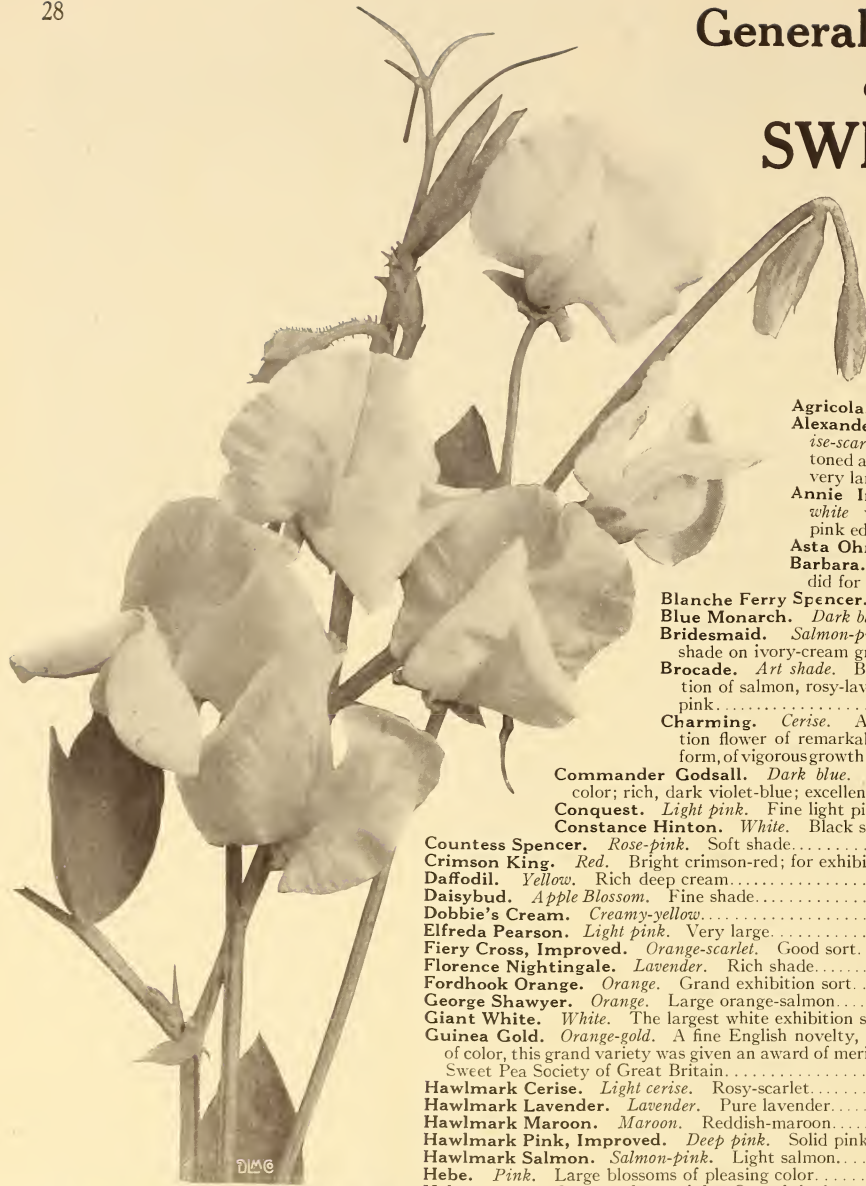 28
General
SWE
Agricola
Alexande
ise-scar
toned a
very lar
Annie I
white
pink ed
Asta Oh
Barbara.
did for
Blanche Ferry Spencer.
Blue Monarch. Dark bl
Bridesmaid. Salmon-p
shade on ivory-cream g
Brocade. Art shade. B
tion of salmon, rosy-lav
pink..................
Charming. Cerise. A
tion flower of remarkal
form, of vigorous growth
Commander Godsall. Dark blue.
color; rich, dark violet-blue; excellen
Conquest. Light pink. Fine light pi
Constance Hinton. White. Black s
Countess Spencer. Rose-pink. Soft shade.........
Crimson King. Red. Bright crimson-red; for exhibi
Daffodil. Yellow. Rich deep cream.................
Daisybud. Apple Blossom. Fine shade..............
Dobbie's Cream. Creamy-yellow....................
Elfreda Pearson. Light pink. Very large............
Fiery Cross, Improved. Orange-scarlet. Good sort.
Florence Nightingale. Lavender. Rich shade......
Fordhook Orange. Orange. Grand exhibition sort..
George Shawyer. Orange. Large orange-salmon....
Giant White. White. The largest white exhibition s
Guinea Gold. Orange-gold. A fine English novelty,
of color, this grand variety was given an award of meri
Sweet Pea Society of Great Britain.................
Hawlmark Cerise. Light cerise. Rosy-scarlet.......
Hawlmark Lavender. Lavender. Pure lavender.....
Hawlmark Maroon. Maroon. Reddish-maroon.....
Hawlmark Pink, Improved. Deep pink. Solid pink
Hawlmark Salmon. Salmon-pink. Light salmon....
Hebe. Pink. Large blossoms of pleasing color.......
DLMCo